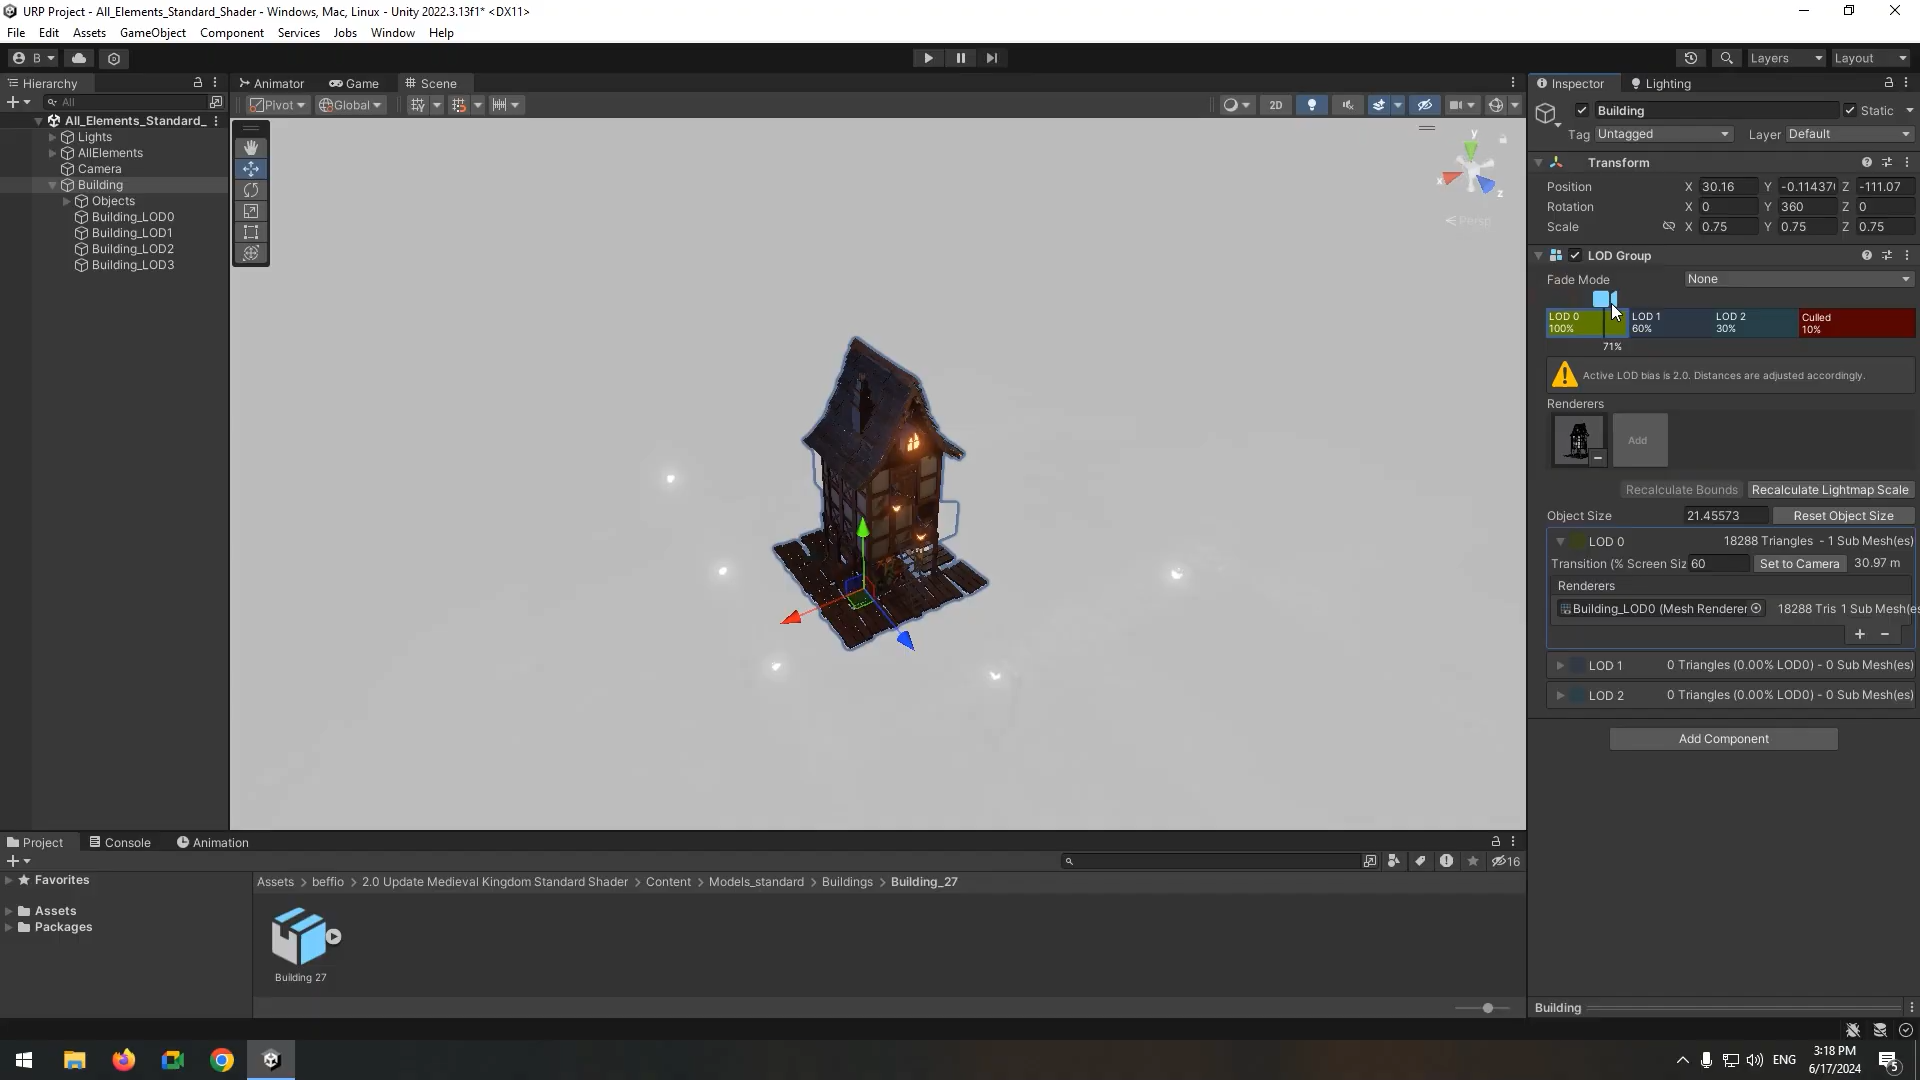 URP Project - All_Elements_Standard_Shader - Windows, Mac, Linux - Unity 2022.3.13f1* <DX11>
File Edit Assets GameObject Component Services Jobs Window Help
B
Layers Layout
Hierarchy
Animator Game Scene
Inspector Lighting
All
Pivot Global
2D
Building Static
Tag Untagged Layer Default
All_Elements_Standard_
Lights
AllElements
Camera
Building
Objects
Building_LOD0
Building_LOD1
Building_LOD2
Building_LOD3
y
x
z
Persp
Transform
Position X 30.16 Y -0.11437 Z -111.07
Rotation X 0 Y 360 Z 0
Scale X 0.75 Y 0.75 Z 0.75
LOD Group
Fade Mode None
LOD 0 LOD 1 LOD 2 Culled
100% 60% 30% 10%
71%
Active LOD bias is 2.0. Distances are adjusted accordingly.
Renderers
Add
Recalculate Bounds Recalculate Lightmap Scale
Object Size 21.45573 Reset Object Size
LOD 0 18288 Triangles - 1 Sub Mesh(es)
Transition (% Screen Siz 60 Set to Camera 30.97 m
Renderers
Building_LOD0 (Mesh Renderer 18288 Tris 1 Sub Mesh(es
LOD 1 0 Triangles (0.00% LOD0) - 0 Sub Mesh(es)
LOD 2 0 Triangles (0.00% LOD0) - 0 Sub Mesh(es)
Add Component
Project Console Animation
16
Favorites
Assets
Packages
Assets > beffio > 2.0 Update Medieval Kingdom Standard Shader > Content > Models_standard > Buildings > Building_27
Building 27
Building
ENG
3:18 PM
6/17/2024
5